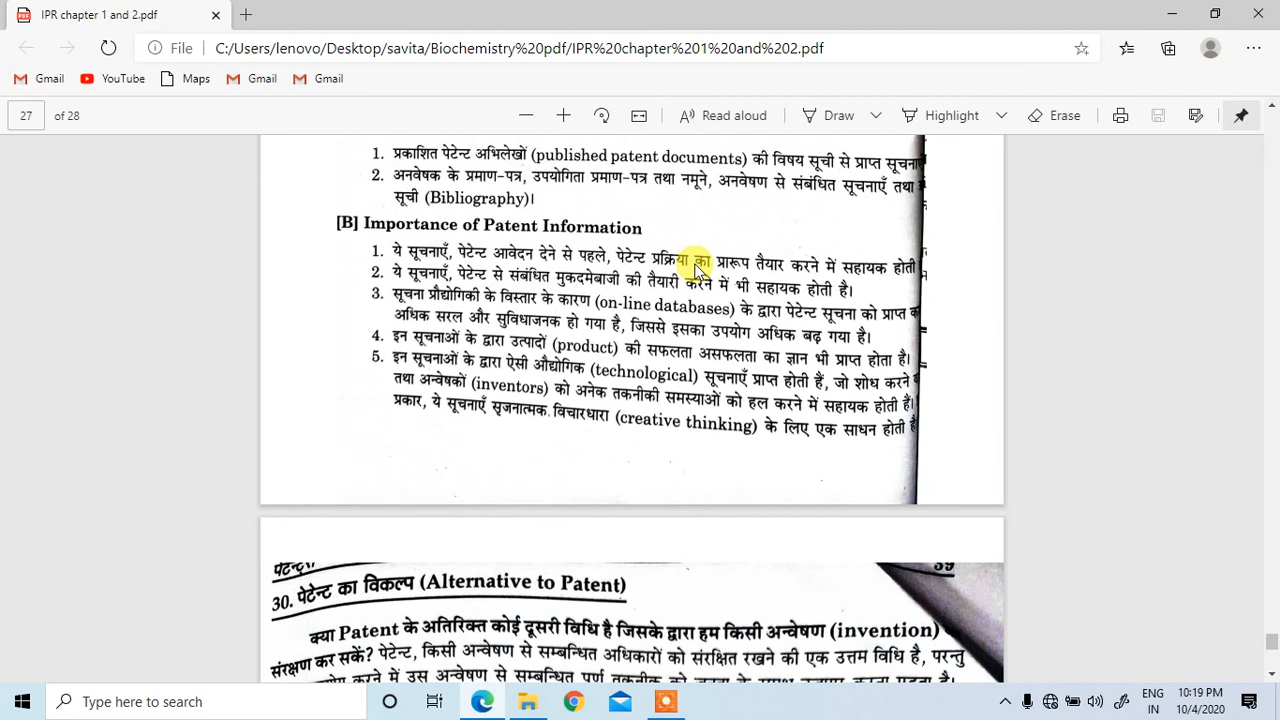 IPR chapter 1 and 2.pdf
File C:/Users/lenovo/Desktop/savita/Biochemistry%20pdf/IPR%20chapter%201%20and%202.pdf
Gmail YouTube Maps Gmail Gmail
27 of 28 Read aloud Draw Highlight Erase
1. प्रकाशित पेटेन्ट अभिलेखों (published patent documents) की विषय सूची से प्राप्त सूचनाएँ
2. अनवेषक के प्रमाण-पत्र, उपयोगिता प्रमाण-पत्र तथा नमूने, अनवेषण से संबंधित सूचनाएँ तथा
सूची (Bibliography)।
[B] Importance of Patent Information
1. ये सूचनाएँ, पेटेन्ट आवेदन देने से पहले, पेटेन्ट प्रक्रिया का प्रारूप तैयार करने में सहायक होती
2. ये सूचनाएँ, पेटेन्ट से संबंधित मुकदमेबाजी की तैयारी करने में भी सहायक होती है।
3. सूचना प्रौद्योगिकी के विस्तार के कारण (on-line databases) के द्वारा पेटेन्ट सूचना को प्राप्त
अधिक सरल और सुविधाजनक हो गया है, जिससे इसका उपयोग अधिक बढ़ गया है।
4. इन सूचनाओं के द्वारा उत्पादों (product) की सफलता असफलता का ज्ञान भी प्राप्त होता है।
5. इन सूचनाओं के द्वारा ऐसी औद्योगिक (technological) सूचनाएँ प्राप्त होती हैं, जो शोध करने
तथा अन्वेषकों (inventors) को अनेक तकनीकी समस्याओं को हल करने में सहायक होती हैं।
प्रकार, ये सूचनाएँ सृजनात्मक विचारधारा (creative thinking) के लिए एक साधन होती है
39
30. पेटेन्ट का विकल्प (Alternative to Patent)
क्या Patent के अतिरिक्त कोई दूसरी विधि है जिसके द्वारा हम किसी अन्वेषण (invention)
संरक्षण कर सकें? पेटेन्ट, किसी अन्वेषण से सम्बन्धित अधिकारों को संरक्षित रखने की एक उत्तम विधि है, परन्तु
करने में उस अन्वेषण से सम्बन्धित पूर्ण तकनीक को
Type here to search
ENG
IN
10:19 PM
10/4/2020